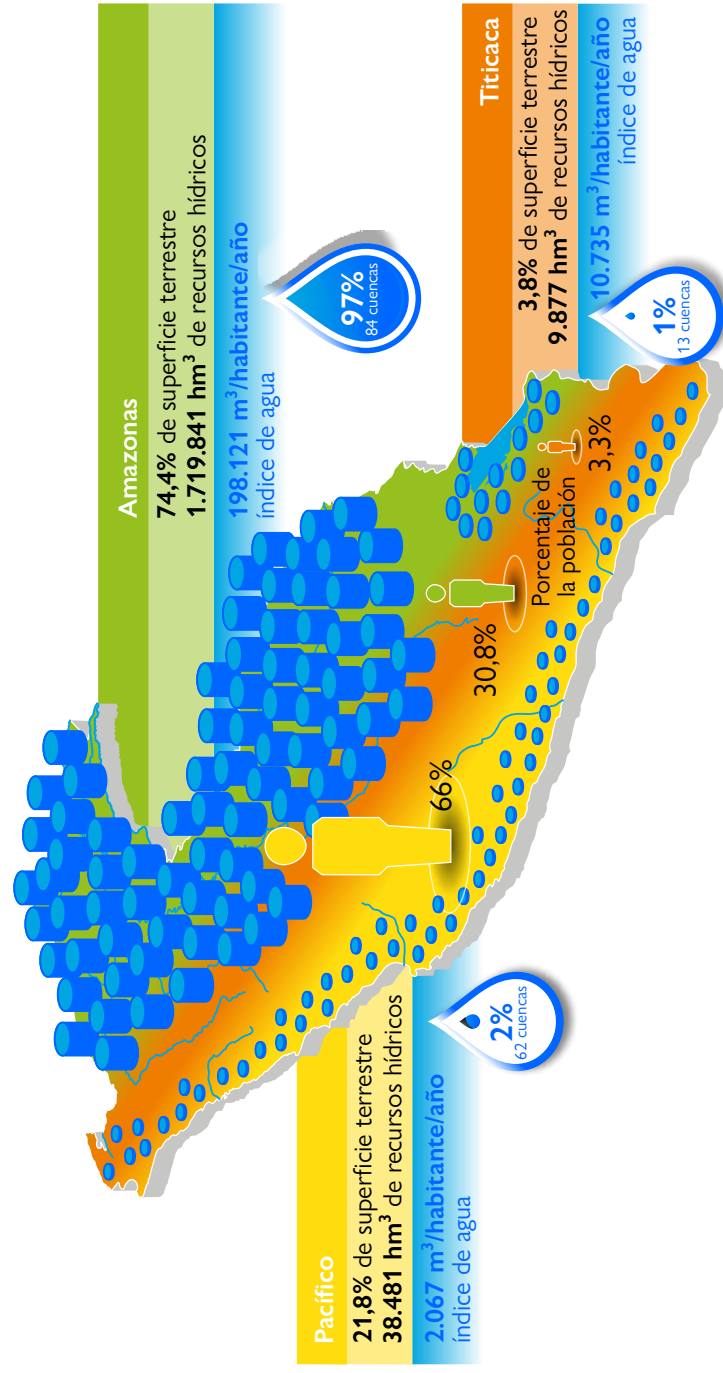 Pacífico
21,8% de superficie terrestre
38.481 hm³ de recursos hídricos
2.067 m³/habitante/año
índice de agua
2%
62 cuencas
Amazonas
74,4% de superficie terrestre
1.719.841 hm³ de recursos hídricos
198.121 m³/habitante/año
índice de agua
97%
84 cuencas
Titicaca
3,8% de superficie terrestre
9.877 hm³ de recursos hídricos
10.735 m³/habitante/año
índice de agua
1%
13 cuencas
66%
30,8%
Porcentaje de
la población
3,3%